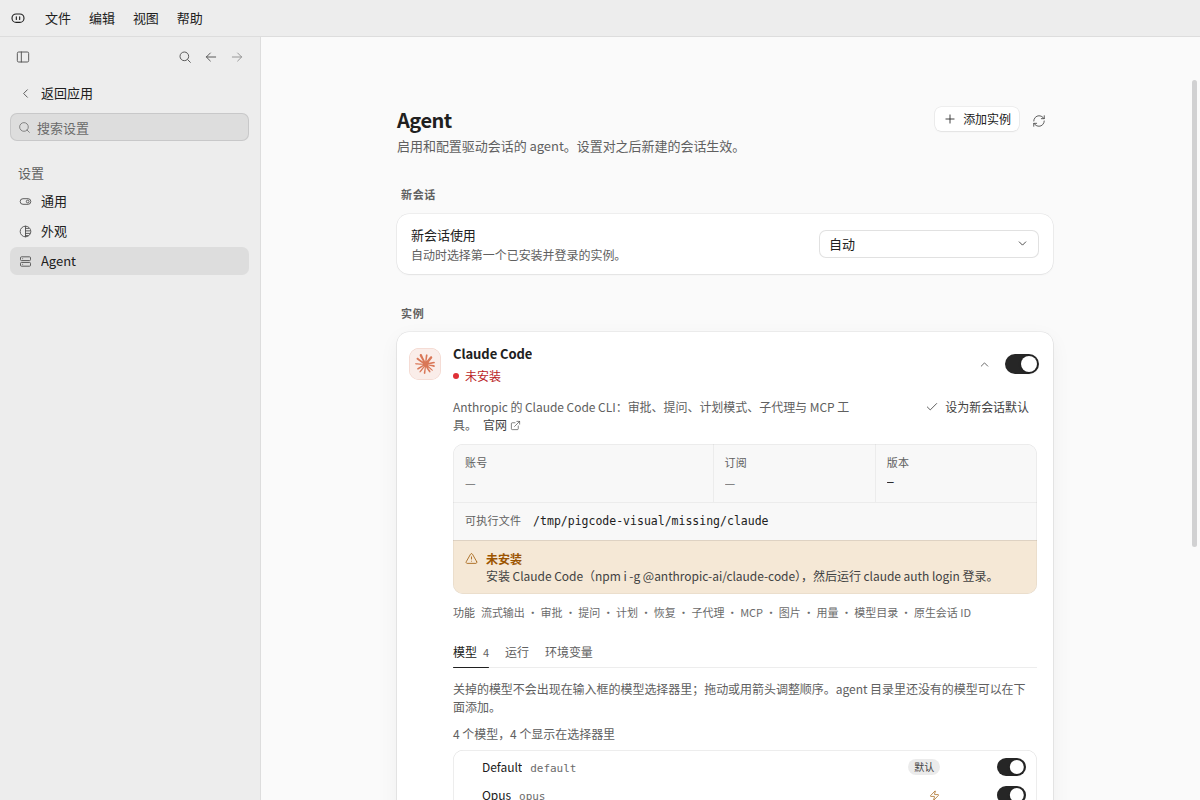 文件 编辑 视图 帮助
返回应用
搜索设置
设置
通用
外观
Agent
Agent
添加实例
启用和配置驱动会话的 agent。设置对之后新建的会话生效。
新会话
新会话使用
自动时选择第一个已安装并登录的实例。
自动
实例
Claude Code
未安装
Anthropic 的 Claude Code CLI：审批、提问、计划模式、子代理与 MCP 工
具。 官网
设为新会话默认
账号 订阅 版本
— — –
可执行文件 /tmp/pigcode-visual/missing/claude
未安装
安装 Claude Code（npm i -g @anthropic-ai/claude-code），然后运行 claude auth login 登录。
功能 流式输出 · 审批 · 提问 · 计划 · 恢复 · 子代理 · MCP · 图片 · 用量 · 模型目录 · 原生会话 ID
模型 4 运行 环境变量
关掉的模型不会出现在输入框的模型选择器里；拖动或用箭头调整顺序。agent 目录里还没有的模型可以在下
面添加。
4 个模型，4 个显示在选择器里
Default default 默认
Opus opus